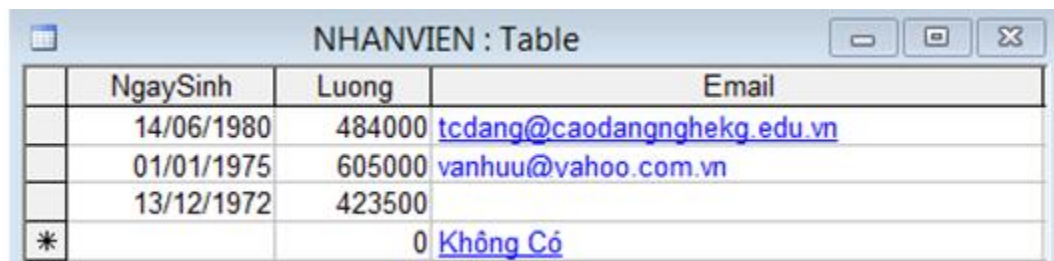 NHANVIEN : Table
NgaySinh Luong Email
14/06/1980 484000 tcdang@caodangnghekg.edu.vn
01/01/1975 605000 vanhuu@yahoo.com.vn
13/12/1972 423500
* 0 Không Có